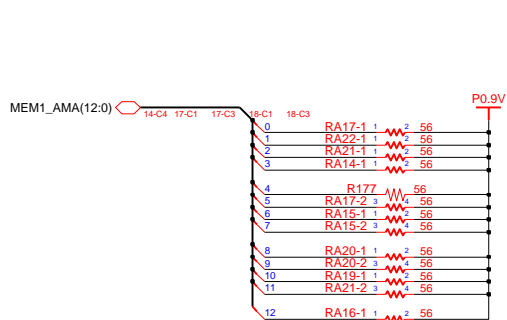 P0.9V
MEM1_AMA(12:0)
14-C4 17-C1 17-C3 18-C1 18-C3
0 RA17-1 1 2 56
1 RA22-1 1 2 56
2 RA21-1 1 2 56
3 RA14-1 1 2 56
4 R177 56
5 RA17-2 3 4 56
6 RA15-1 1 2 56
7 RA15-2 3 4 56
8 RA20-1 1 2 56
9 RA20-2 3 4 56
10 RA19-1 1 2 56
11 RA21-2 3 4 56
12 RA16-1 1 2 56